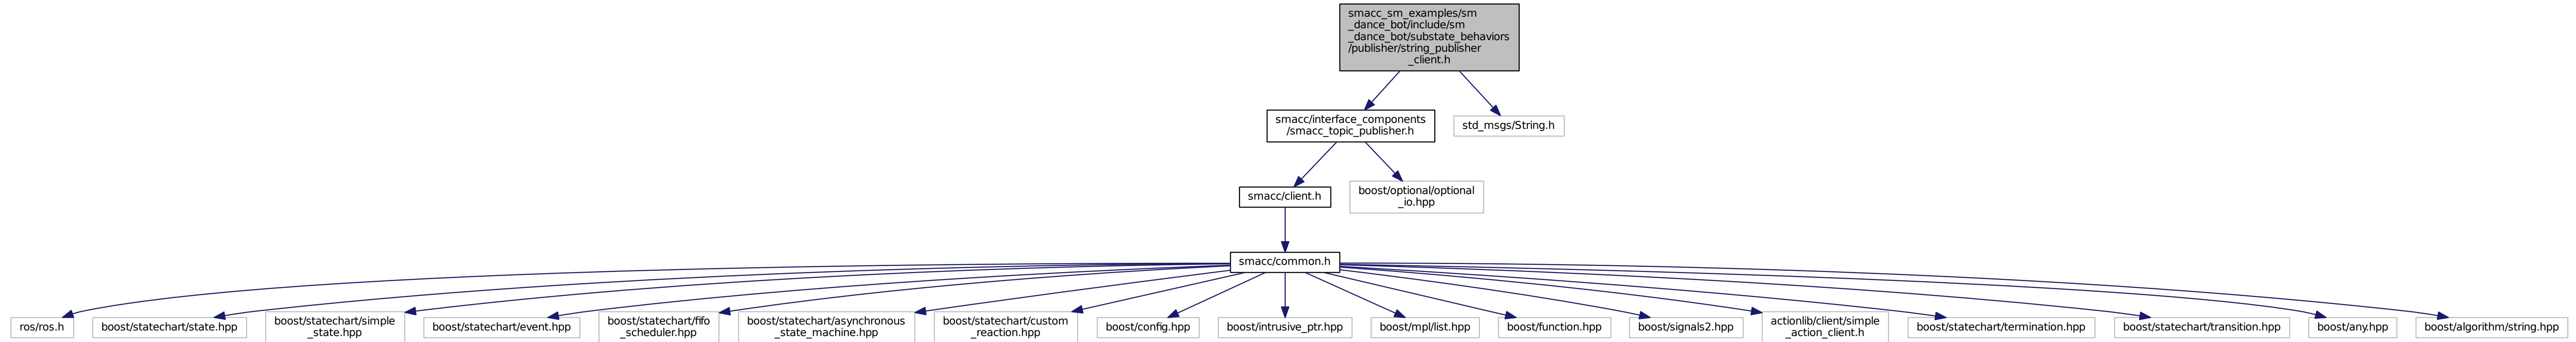 smacc_sm_examples/sm
_dance_bot/include/sm
_dance_bot/substate_behaviors
/publisher/string_publisher
_client.h
smacc/interface_components
/smacc_topic_publisher.h
std_msgs/String.h
smacc/client.h
boost/optional/optional
_io.hpp
smacc/common.h
ros/ros.h
boost/statechart/state.hpp
boost/statechart/simple
_state.hpp
boost/statechart/event.hpp
boost/statechart/fifo
_scheduler.hpp
boost/statechart/asynchronous
_state_machine.hpp
boost/statechart/custom
_reaction.hpp
boost/config.hpp
boost/intrusive_ptr.hpp
boost/mpl/list.hpp
boost/function.hpp
boost/signals2.hpp
actionlib/client/simple
_action_client.h
boost/statechart/termination.hpp
boost/statechart/transition.hpp
boost/any.hpp
boost/algorithm/string.hpp